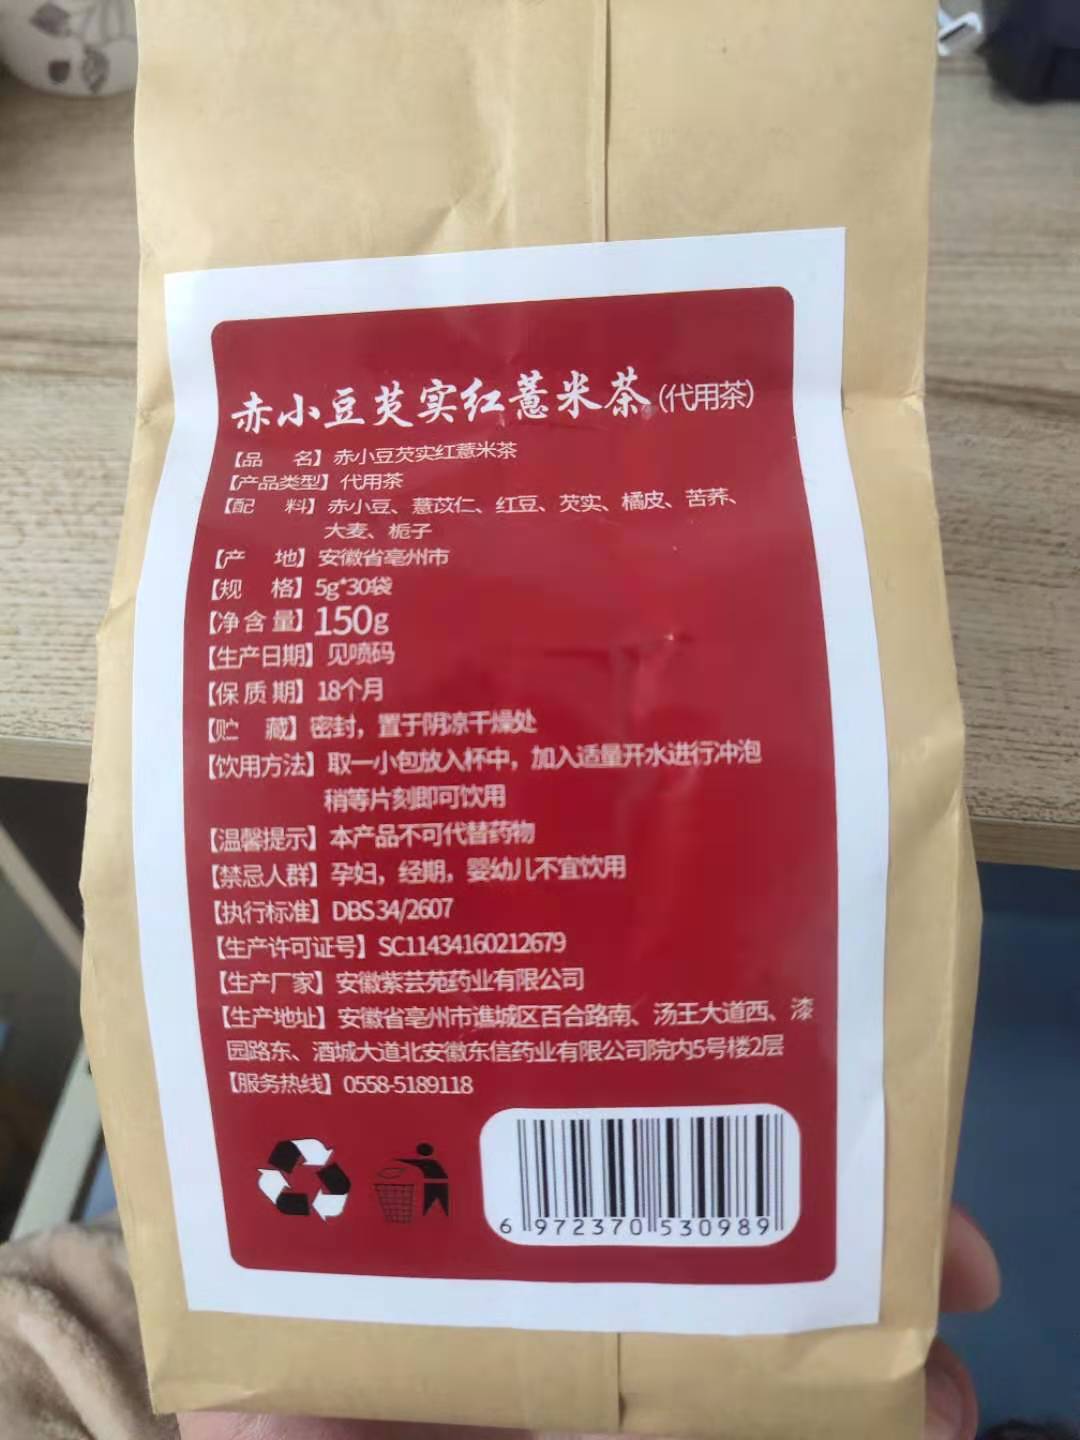 赤小豆芡实红薏米茶(代用茶)
【品 名】赤小豆芡实红薏米茶
【产品类型】代用茶
【配 料】赤小豆、薏苡仁、红豆、芡实、橘皮、苦荞、
大麦、栀子
【产 地】安徽省亳州市
【规 格】5g*30袋
【净含量】150g
【生产日期】见喷码
【保质期】18个月
【贮 藏】密封，置于阴凉干燥处
【饮用方法】取一小包放入杯中，加入适量开水进行冲泡
稍等片刻即可饮用
【温馨提示】本产品不可代替药物
【禁忌人群】孕妇，经期，婴幼儿不宜饮用
【执行标准】DBS 34/2607
【生产许可证号】SC11434160212679
【生产厂家】安徽紫芸苑药业有限公司
【生产地址】安徽省亳州市谯城区百合路南、汤王大道西、漆
园路东、酒城大道北安徽东信药业有限公司院内5号楼2层
【服务热线】0558-5189118
6 972370 530989